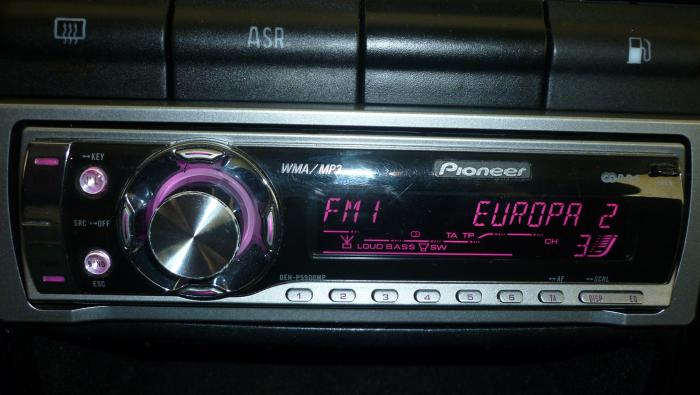 ASR
KEY
WMA/MP3
Pioneer
FM1 EUROPA 2
SRC OFF
TA TP CH 3
LOUD BASS SW
ESC
DEH-P5900MP
AF SCRL
1 2 3 4 5 6 TA DISP EQ